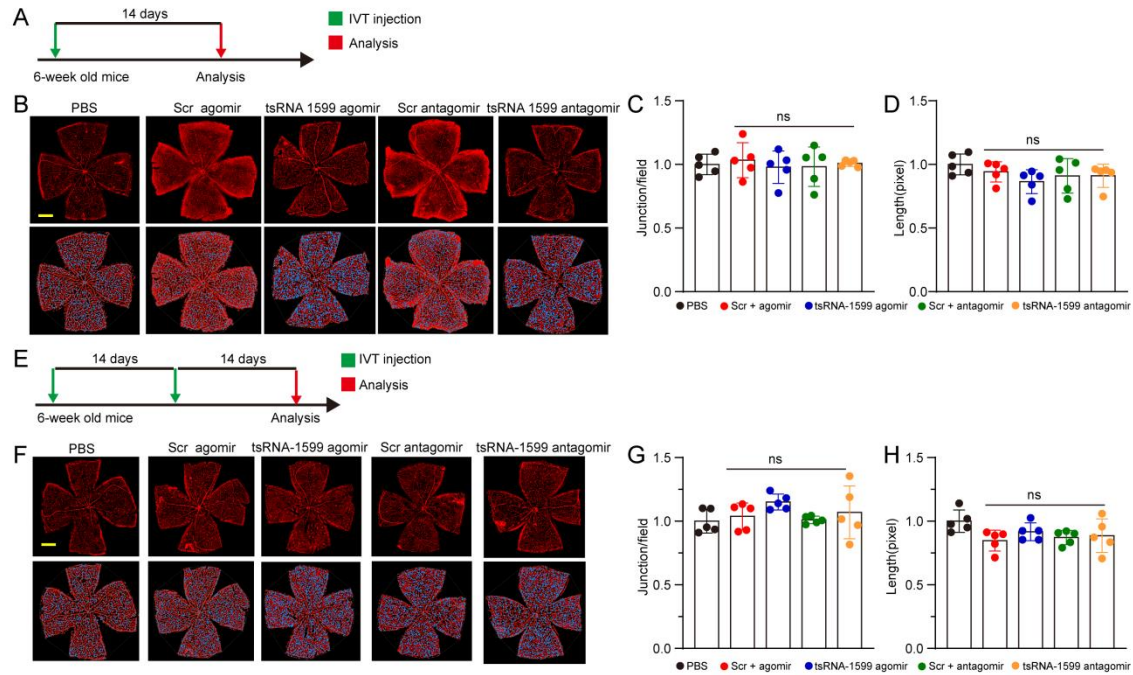 A
14 days
IVT injection
Analysis
6-week old mice
Analysis
B
PBS
Scr agomir
tsRNA 1599 agomir
Scr antagomir
tsRNA 1599 antagomir
C
Junction/field
1.5
1.0
0.5
0.0
ns
D
Length(pixel)
1.5
1.0
0.5
0.0
ns
PBS
Scr + agomir
tsRNA-1599 agomir
Scr + antagomir
tsRNA-1599 antagomir
E
14 days
14 days
IVT injection
Analysis
6-week old mice
Analysis
F
PBS
Scr agomir
tsRNA-1599 agomir
Scr antagomir
tsRNA-1599 antagomir
G
Junction/field
1.5
1.0
0.5
0.0
ns
H
Length(pixel)
1.5
1.0
0.5
0.0
ns
PBS
Scr + agomir
tsRNA-1599 agomir
Scr + antagomir
tsRNA-1599 antagomir